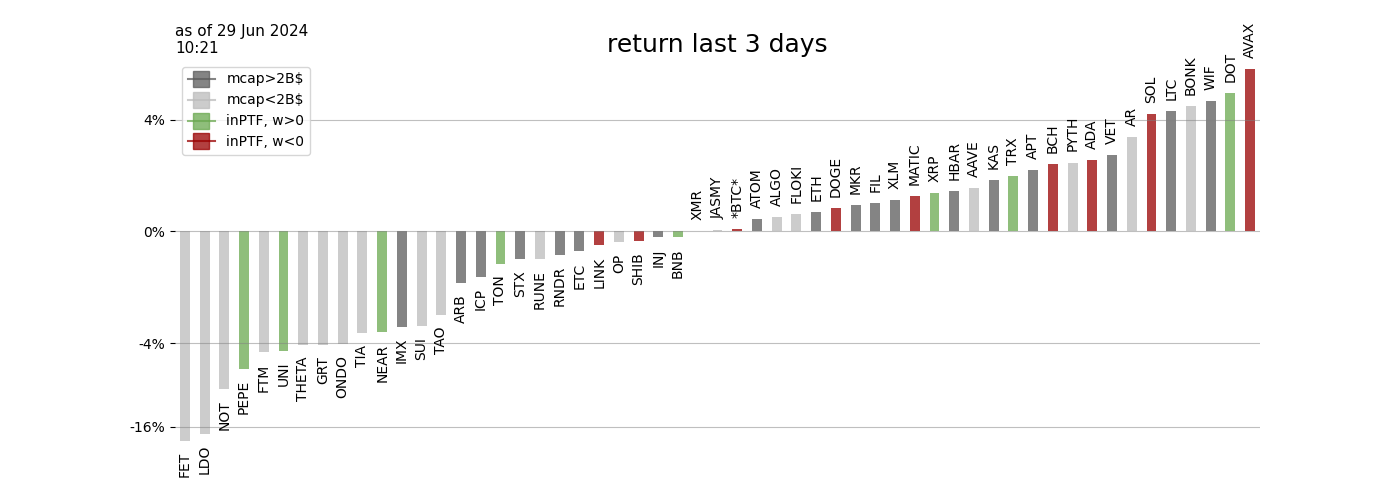 as of 29 Jun 2024
10:21
return last 3 days
mcap>2B$
mcap<2B$
inPTF, w>0
inPTF, w<0
4%
0%
-4%
-16%
FET
LDO
NOT
PEPE
FTM
UNI
THETA
GRT
ONDO
TIA
NEAR
IMX
SUI
TAO
ARB
ICP
TON
STX
RUNE
RNDR
ETC
LINK
OP
SHIB
INJ
BNB
XMR
JASMY
*BTC*
ATOM
ALGO
FLOKI
ETH
DOGE
MKR
FIL
XLM
MATIC
XRP
HBAR
AAVE
KAS
TRX
APT
BCH
PYTH
ADA
VET
AR
SOL
LTC
BONK
WIF
DOT
AVAX